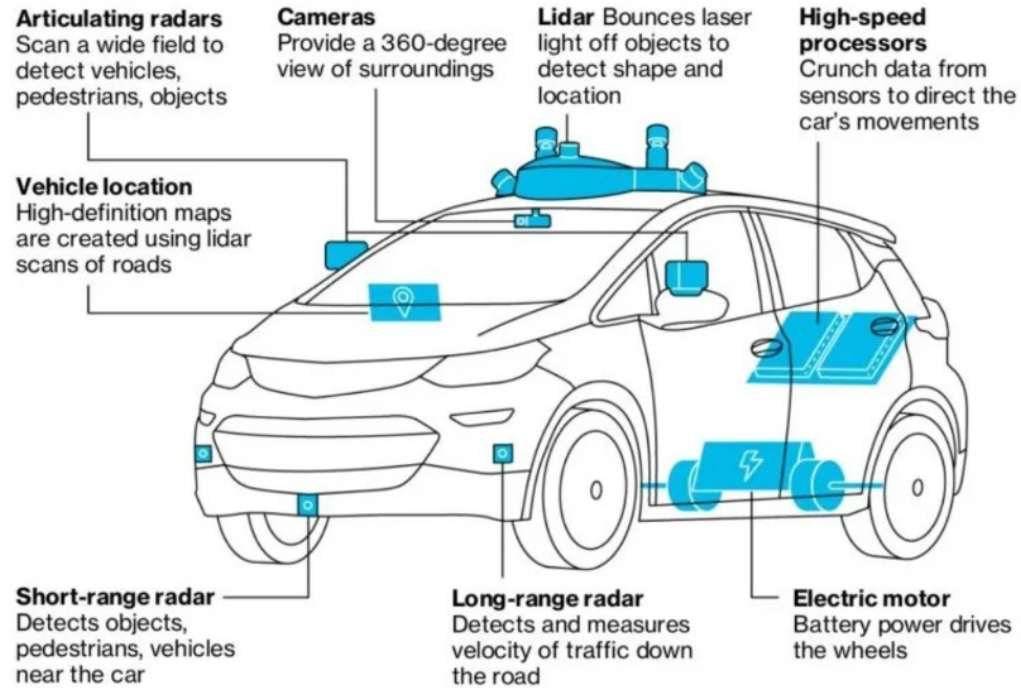 Articulating radars
Scan a wide field to
detect vehicles,
pedestrians, objects
Cameras
Provide a 360-degree
view of surroundings
Lidar Bounces laser
light off objects to
detect shape and
location
High-speed
processors
Crunch data from
sensors to direct the
car's movements
Vehicle location
High-definition maps
are created using lidar
scans of roads
Short-range radar
Detects objects,
pedestrians, vehicles
near the car
Long-range radar
Detects and measures
velocity of traffic down
the road
Electric motor
Battery power drives
the wheels